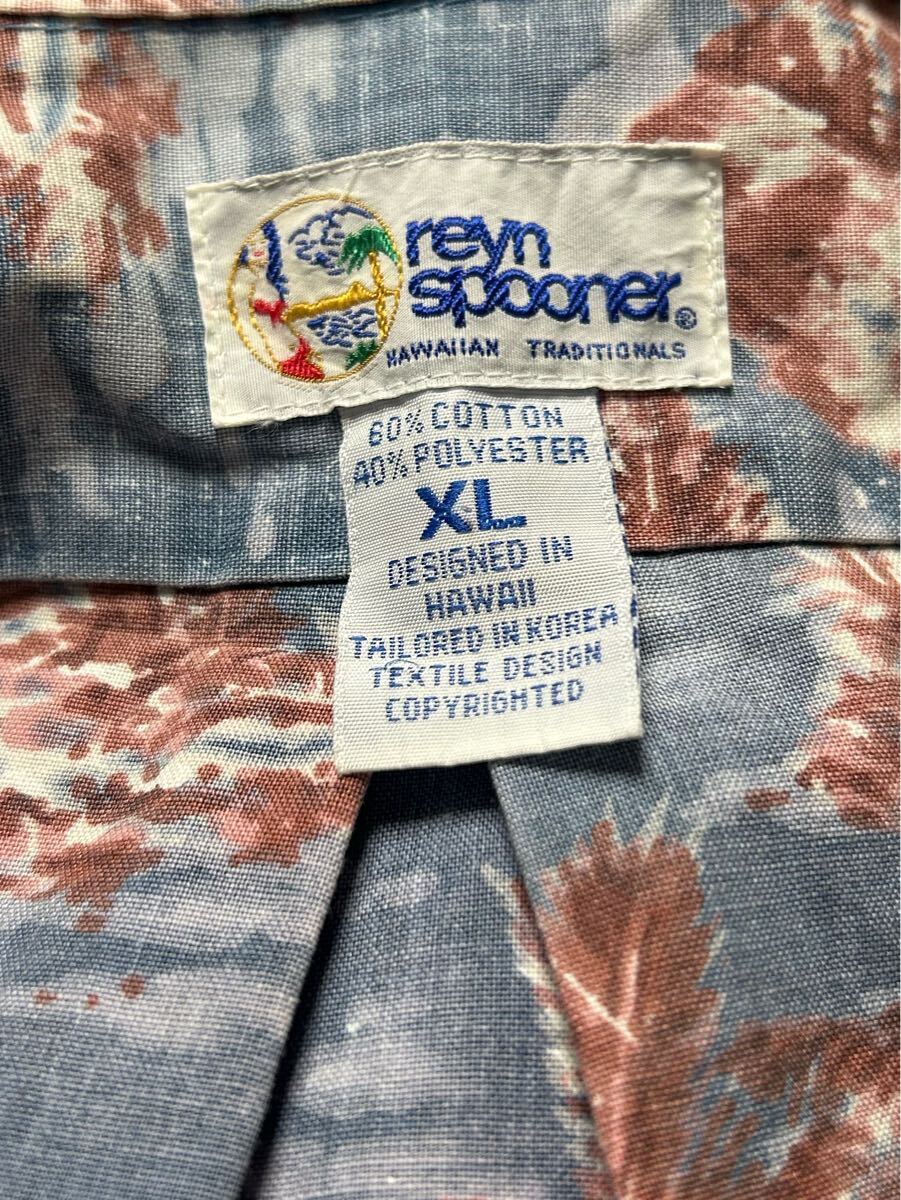 reyn
spooner®
HAWAIIAN TRADITIONALS
60% COTTON
40% POLYESTER
XL
DESIGNED IN
HAWAII
TAILORED IN KOREA
TEXTILE DESIGN
COPYRIGHTED